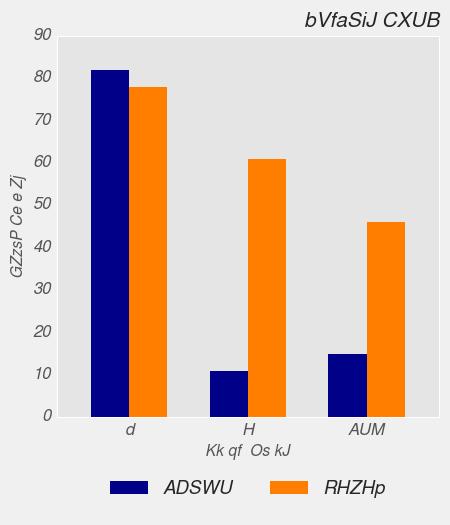 bVfaSiJ CXUB
GZzsP Ce e Zj
90
80
70
60
50
40
30
20
10
0
d H AUM
Kk qf  Os kJ
ADSWU RHZHp